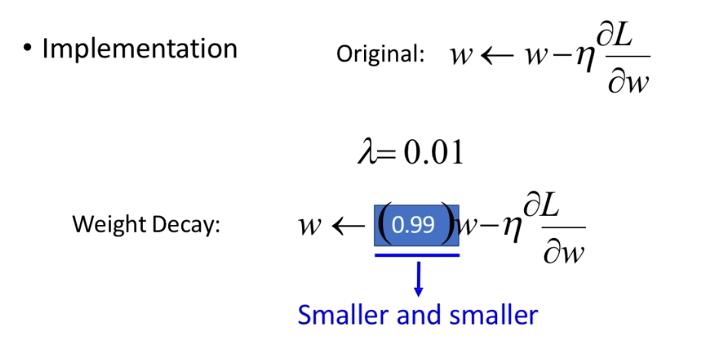 • Implementation
Original: w ← w − η ∂L/∂w
λ = 0.01
Weight Decay: w ← (0.99)w − η ∂L/∂w
Smaller and smaller